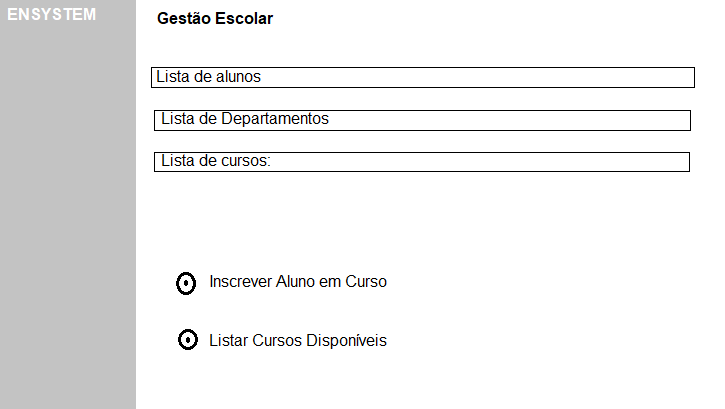 ENSYSTEM
Gestão Escolar
Lista de alunos
Lista de Departamentos
Lista de cursos:
Inscrever Aluno em Curso
Listar Cursos Disponíveis